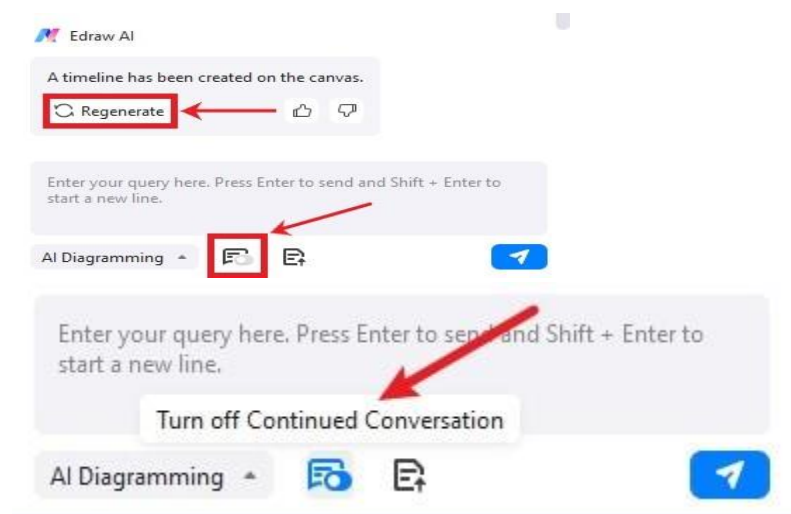 Edraw AI
A timeline has been created on the canvas.
Regenerate
Enter your query here. Press Enter to send and Shift + Enter to
start a new line.
AI Diagramming
Enter your query here. Press Enter to send and Shift + Enter to
start a new line.
Turn off Continued Conversation
AI Diagramming